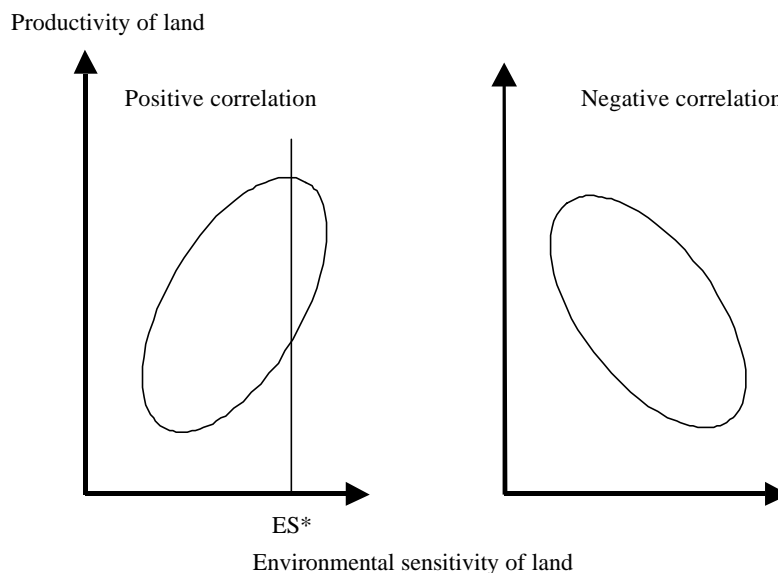 Productivity of land
Positive correlation
Negative correlation
ES*
Environmental sensitivity of land